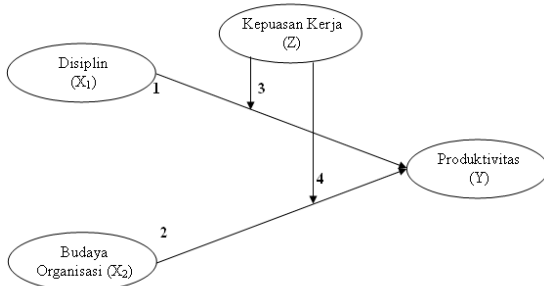 Kepuasan Kerja
(Z)
Disiplin
(X₁)
1
3
Produktivitas
(Y)
4
2
Budaya
Organisasi (X₂)